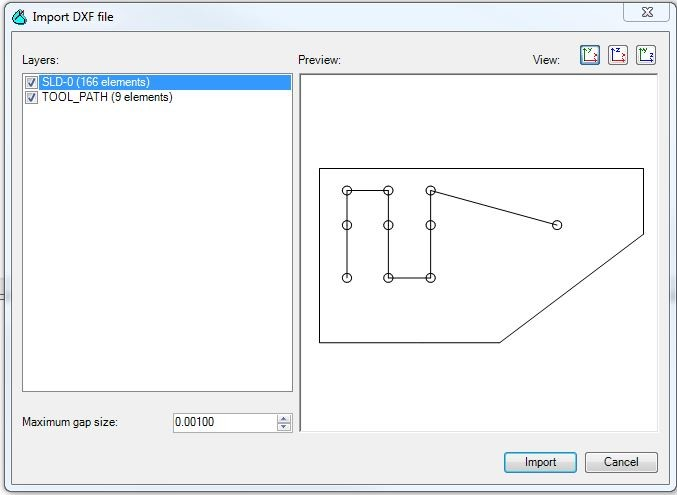 Import DXF file
Layers:
Preview:
View:
SLD-0 (166 elements)
TOOL_PATH (9 elements)
Maximum gap size:
0.00100
Import
Cancel